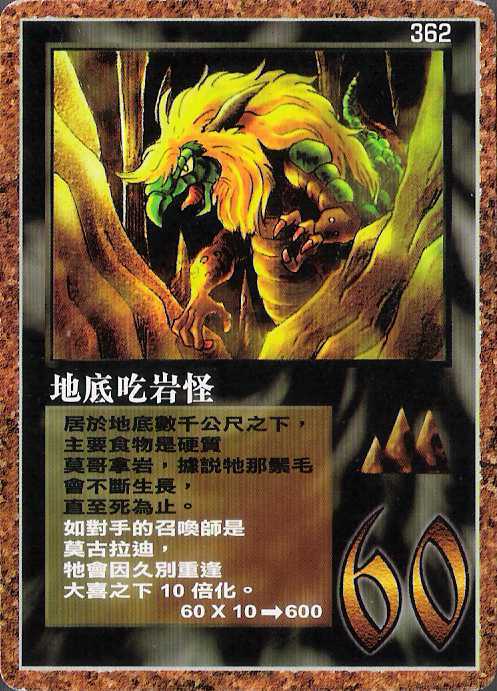 362
地底吃岩怪
居於地底數千公尺之下，
主要食物是硬質
莫哥拿岩，據説牠那鬃毛
會不斷生長，
直至死為止。
如對手的召喚師是
莫古拉迪，
牠會因久別重逢
大喜之下 10 倍化。
60 X 10➡600
60